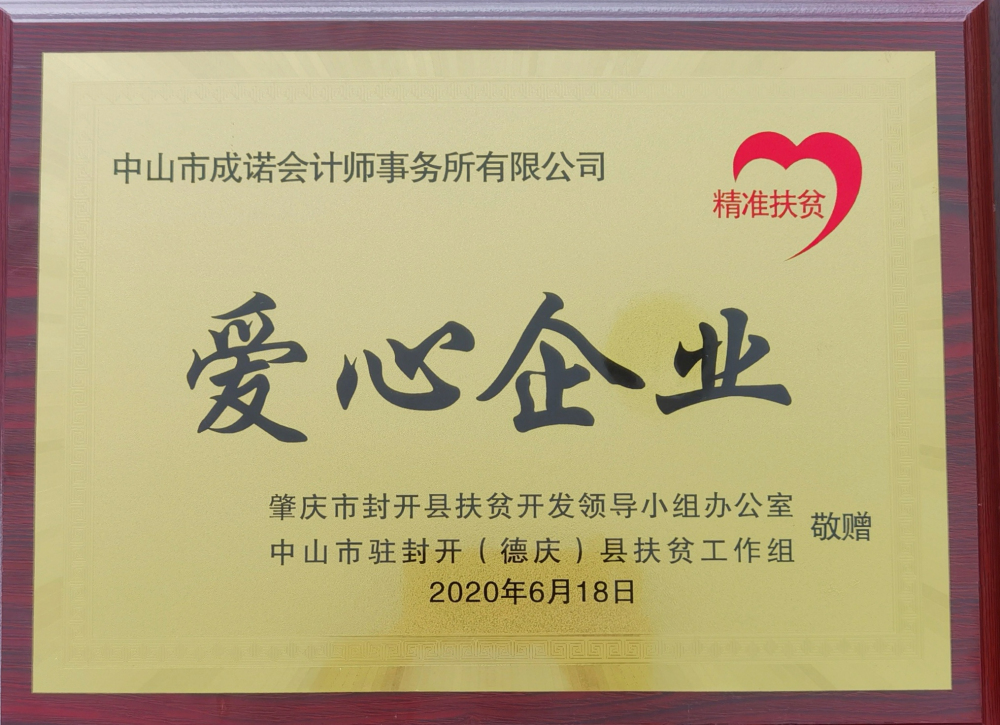 中山市成诺会计师事务所有限公司
精准扶贫
爱心企业
肇庆市封开县扶贫开发领导小组办公室
中山市驻封开（德庆）县扶贫工作组
敬赠
2020年6月18日